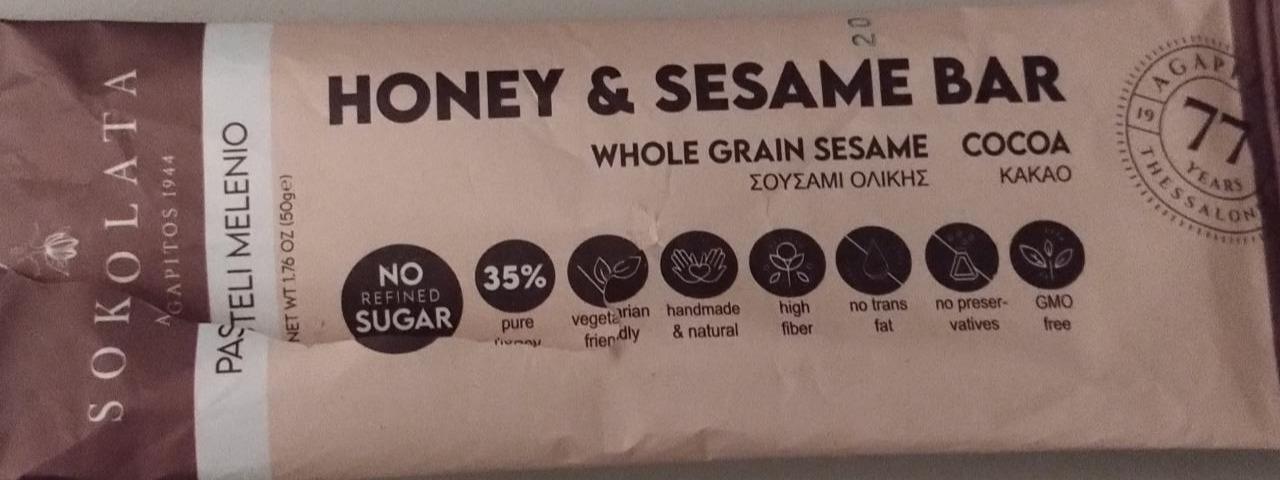 SOKOLATA
AGAPITOS 1944
PASTELI MELENIO
NET WT 1.76 OZ (50ge)
20
HONEY & SESAME BAR
WHOLE GRAIN SESAME COCOA
ΣΟΥΣΑΜΙ ΟΛΙΚΗΣ ΚΑΚΑΟ
NO
REFINED
SUGAR
35%
pure
vegetarian
friendly
handmade
& natural
high
fiber
no trans
fat
no preser-
vatives
GMO
free
19
77
YEARS